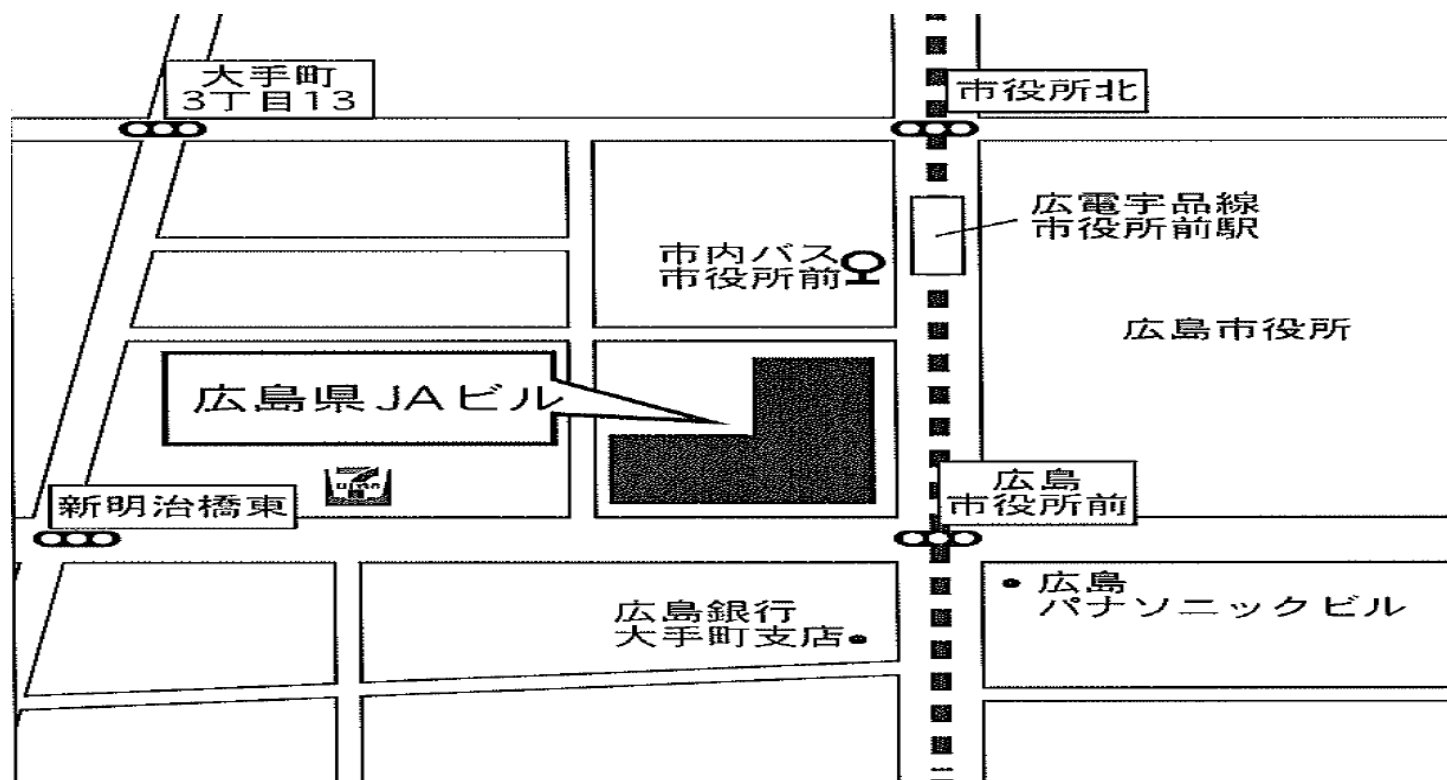 大手町
3丁目13
市役所北
広電宇品線
市役所前駅
市内バス
市役所前
広島市役所
広島県JAビル
新明治橋東
広島
市役所前
広島銀行
大手町支店
広島
パナソニックビル